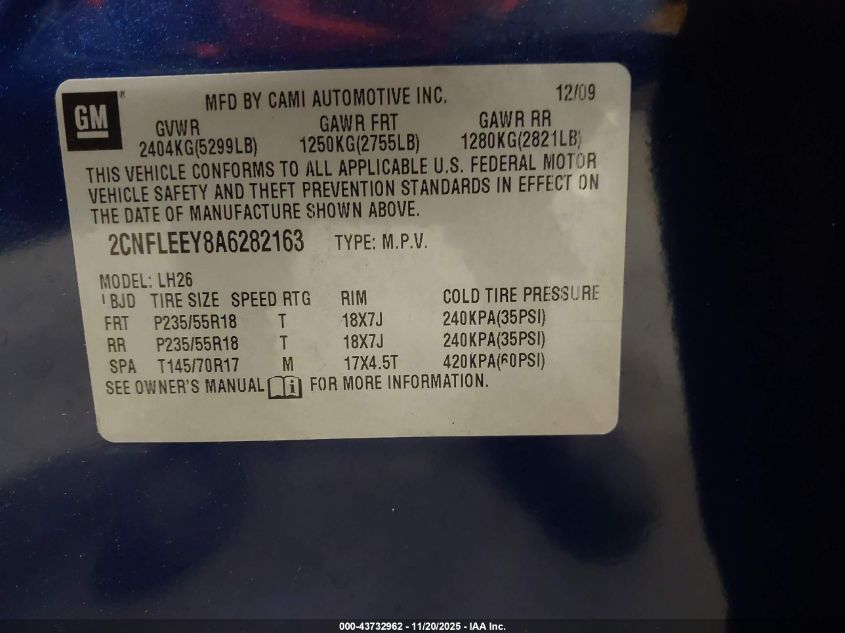 GM
MFD BY CAMI AUTOMOTIVE INC. 12/09
GVWR GAWR FRT GAWR RR
2404KG(5299LB) 1250KG(2755LB) 1280KG(2821LB)
THIS VEHICLE CONFORMS TO ALL APPLICABLE U.S. FEDERAL MOTOR
VEHICLE SAFETY AND THEFT PREVENTION STANDARDS IN EFFECT ON
THE DATE OF MANUFACTURE SHOWN ABOVE.
2CNFLEEY8A6282163 TYPE: M.P.V.
MODEL: LH26
BJD TIRE SIZE SPEED RTG RIM COLD TIRE PRESSURE
FRT P235/55R18 T 18X7J 240KPA(35PSI)
RR P235/55R18 T 18X7J 240KPA(35PSI)
SPA T145/70R17 M 17X4.5T 420KPA(60PSI)
SEE OWNER'S MANUAL FOR MORE INFORMATION.
000-43732962 - 11/20/2025 - IAA Inc.